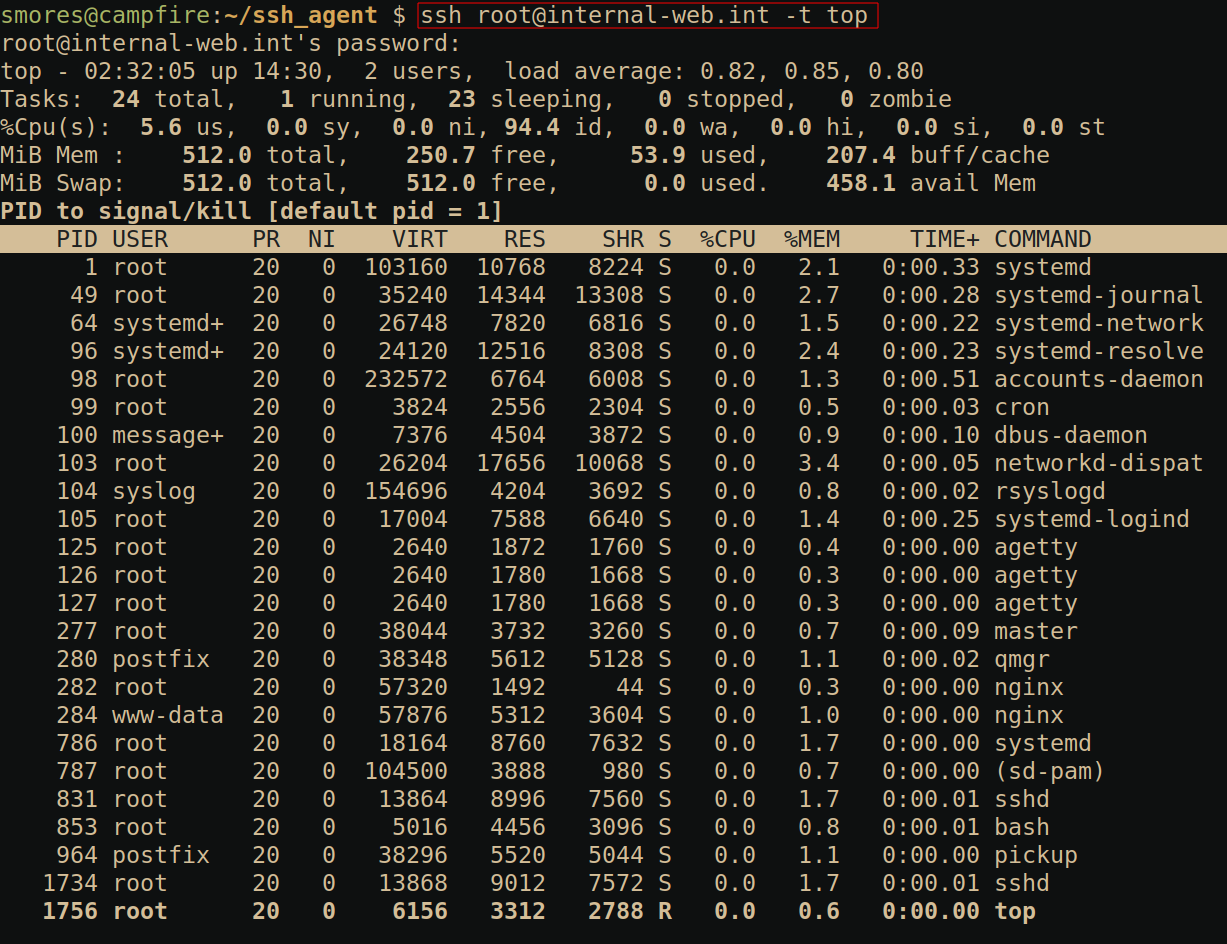 smores@campfire:~/ssh_agent $ ssh root@internal-web.int -t top
root@internal-web.int's password:
top - 02:32:05 up 14:30,  2 users,  load average: 0.82, 0.85, 0.80
Tasks:  24 total,   1 running,  23 sleeping,   0 stopped,   0 zombie
%Cpu(s):  5.6 us,  0.0 sy,  0.0 ni, 94.4 id,  0.0 wa,  0.0 hi,  0.0 si,  0.0 st
MiB Mem :    512.0 total,    250.7 free,     53.9 used,    207.4 buff/cache
MiB Swap:    512.0 total,    512.0 free,      0.0 used.    458.1 avail Mem
PID to signal/kill [default pid = 1]
    PID USER      PR  NI    VIRT    RES    SHR S  %CPU  %MEM     TIME+ COMMAND
      1 root      20   0  103160  10768   8224 S   0.0   2.1   0:00.33 systemd
     49 root      20   0   35240  14344  13308 S   0.0   2.7   0:00.28 systemd-journal
     64 systemd+  20   0   26748   7820   6816 S   0.0   1.5   0:00.22 systemd-network
     96 systemd+  20   0   24120  12516   8308 S   0.0   2.4   0:00.23 systemd-resolve
     98 root      20   0  232572   6764   6008 S   0.0   1.3   0:00.51 accounts-daemon
     99 root      20   0    3824   2556   2304 S   0.0   0.5   0:00.03 cron
    100 message+  20   0    7376   4504   3872 S   0.0   0.9   0:00.10 dbus-daemon
    103 root      20   0   26204  17656  10068 S   0.0   3.4   0:00.05 networkd-dispat
    104 syslog    20   0  154696   4204   3692 S   0.0   0.8   0:00.02 rsyslogd
    105 root      20   0   17004   7588   6640 S   0.0   1.4   0:00.25 systemd-logind
    125 root      20   0    2640   1872   1760 S   0.0   0.4   0:00.00 agetty
    126 root      20   0    2640   1780   1668 S   0.0   0.3   0:00.00 agetty
    127 root      20   0    2640   1780   1668 S   0.0   0.3   0:00.00 agetty
    277 root      20   0   38044   3732   3260 S   0.0   0.7   0:00.09 master
    280 postfix   20   0   38348   5612   5128 S   0.0   1.1   0:00.02 qmgr
    282 root      20   0   57320   1492     44 S   0.0   0.3   0:00.00 nginx
    284 www-data  20   0   57876   5312   3604 S   0.0   1.0   0:00.00 nginx
    786 root      20   0   18164   8760   7632 S   0.0   1.7   0:00.00 systemd
    787 root      20   0  104500   3888    980 S   0.0   0.7   0:00.00 (sd-pam)
    831 root      20   0   13864   8996   7560 S   0.0   1.7   0:00.01 sshd
    853 root      20   0    5016   4456   3096 S   0.0   0.8   0:00.01 bash
    964 postfix   20   0   38296   5520   5044 S   0.0   1.1   0:00.00 pickup
   1734 root      20   0   13868   9012   7572 S   0.0   1.7   0:00.01 sshd
   1756 root      20   0    6156   3312   2788 R   0.0   0.6   0:00.00 top